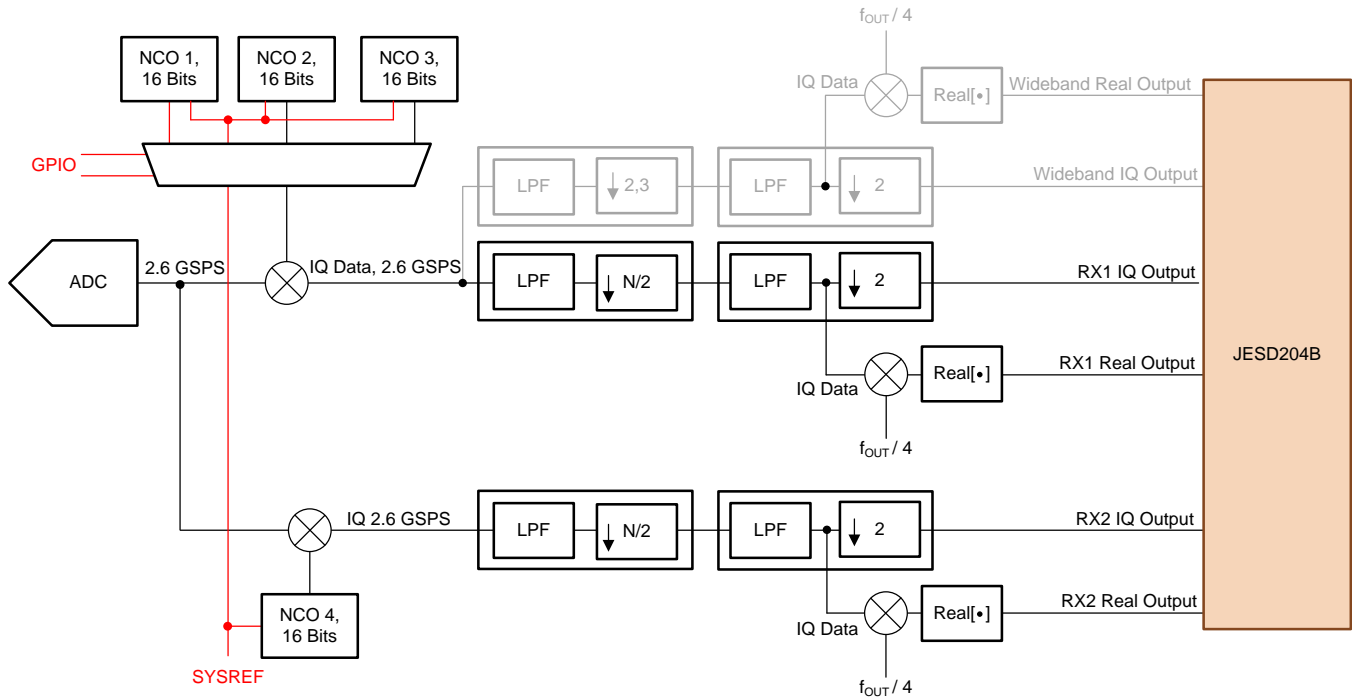 f_OUT / 4
NCO 1,
16 Bits
NCO 2,
16 Bits
NCO 3,
16 Bits
IQ Data
Real[•]
Wideband Real Output
GPIO
LPF
2,3
LPF
2
Wideband IQ Output
ADC
2.6 GSPS
IQ Data, 2.6 GSPS
LPF
N/2
LPF
2
RX1 IQ Output
JESD204B
IQ Data
Real[•]
RX1 Real Output
f_OUT / 4
IQ 2.6 GSPS
LPF
N/2
LPF
2
RX2 IQ Output
NCO 4,
16 Bits
IQ Data
Real[•]
RX2 Real Output
SYSREF
f_OUT / 4